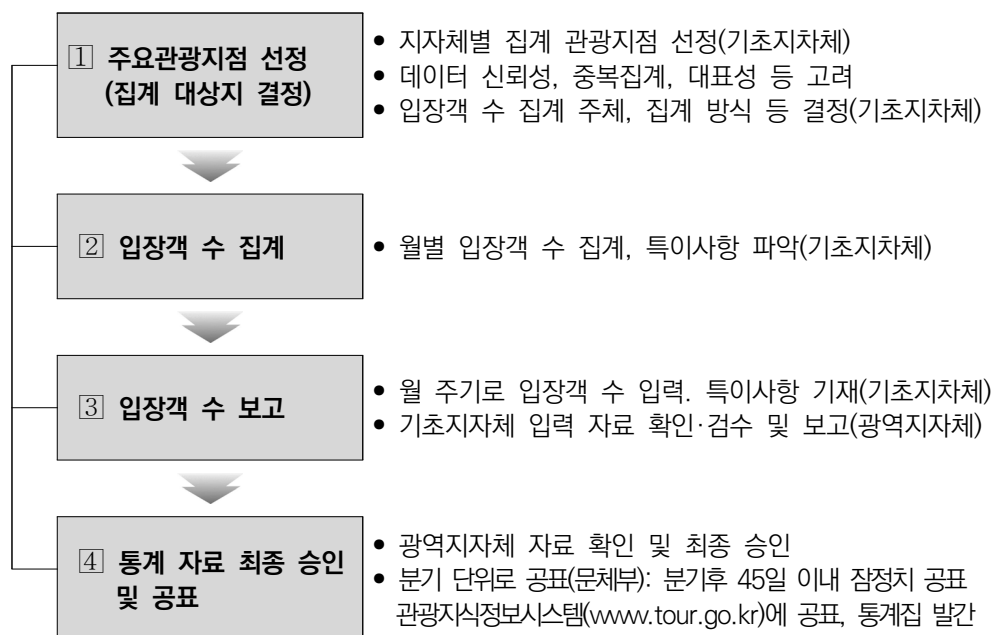 1 주요관광지점 선정
(집계 대상지 결정)
• 지자체별 집계 관광지점 선정(기초지차체)
• 데이터 신뢰성, 중복집계, 대표성 등 고려
• 입장객 수 집계 주체, 집계 방식 등 결정(기초지차체)
2 입장객 수 집계
• 월별 입장객 수 집계, 특이사항 파악(기초지차체)
3 입장객 수 보고
• 월 주기로 입장객 수 입력. 특이사항 기재(기초지차체)
• 기초지자체 입력 자료 확인·검수 및 보고(광역지자체)
4 통계 자료 최종 승인
및 공표
• 광역지자체 자료 확인 및 최종 승인
• 분기 단위로 공표(문체부): 분기후 45일 이내 잠정치 공표
관광지식정보시스템(www.tour.go.kr)에 공표, 통계집 발간